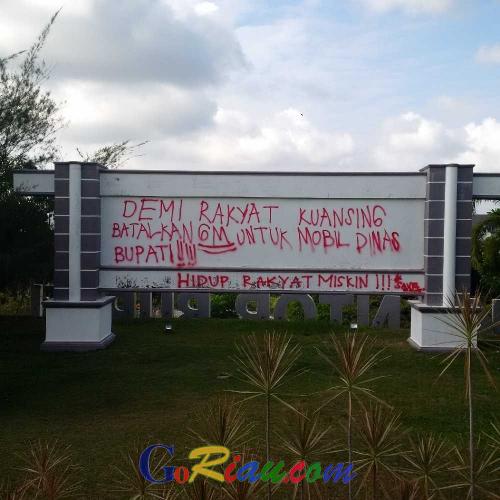 DEMI RAKYAT KUANSING
BATALKAN 6M UNTUK MOBIL DINAS
BUPATI!!!!
HIDUP RAKYAT MISKIN!!!
GoRiau.com